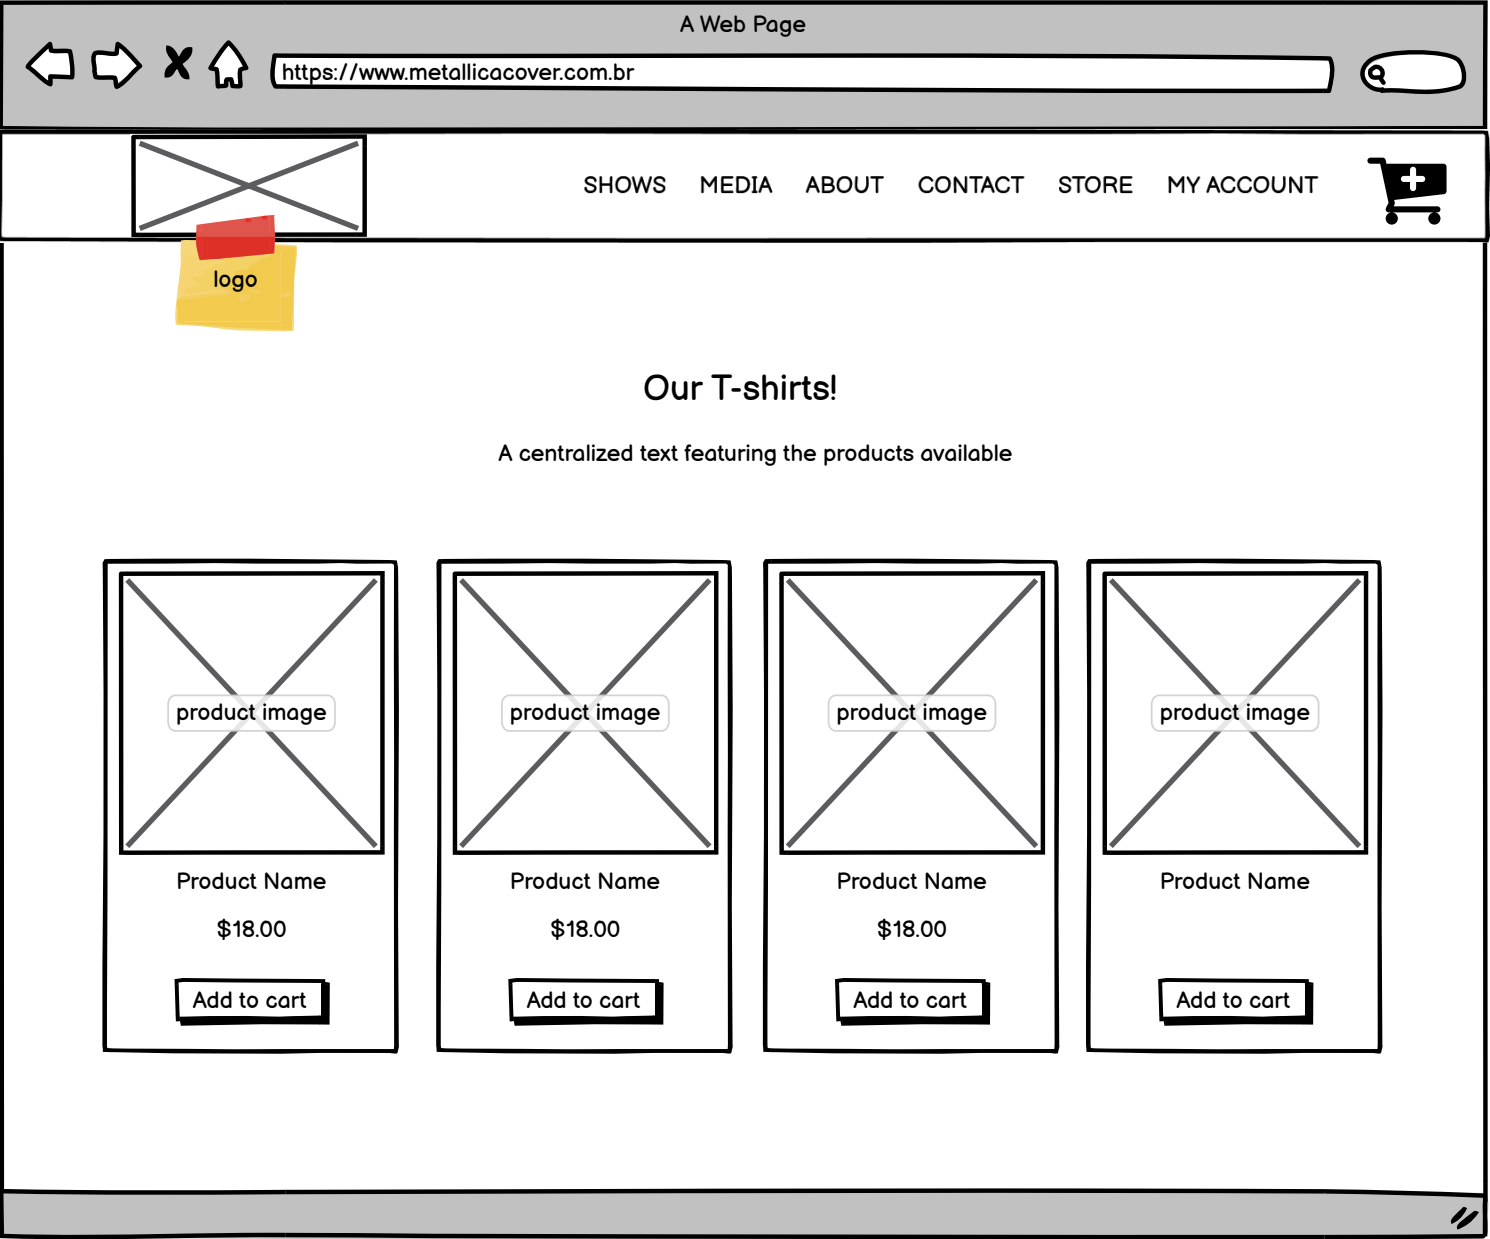 A Web Page
https://www.metallicacover.com.br
SHOWS MEDIA ABOUT CONTACT STORE MY ACCOUNT
logo
Our T-shirts!
A centralized text featuring the products available
product image product image product image product image
Product Name Product Name Product Name Product Name
$18.00 $18.00 $18.00
Add to cart Add to cart Add to cart Add to cart